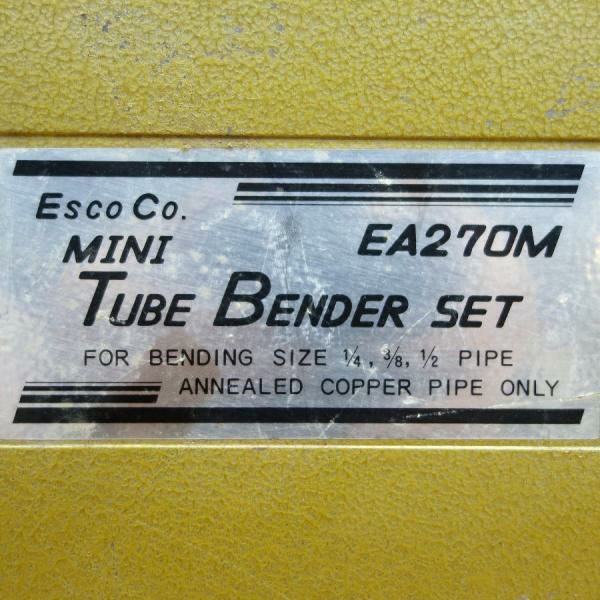 Esco Co.
MINI EA270M
TUBE BENDER SET
FOR BENDING SIZE ¼, ⅜, ½ PIPE
ANNEALED COPPER PIPE ONLY